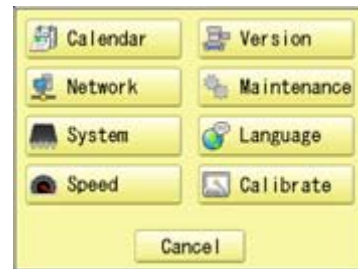 Calendar
Version
Network
Maintenance
System
Language
Speed
Calibrate
Cancel